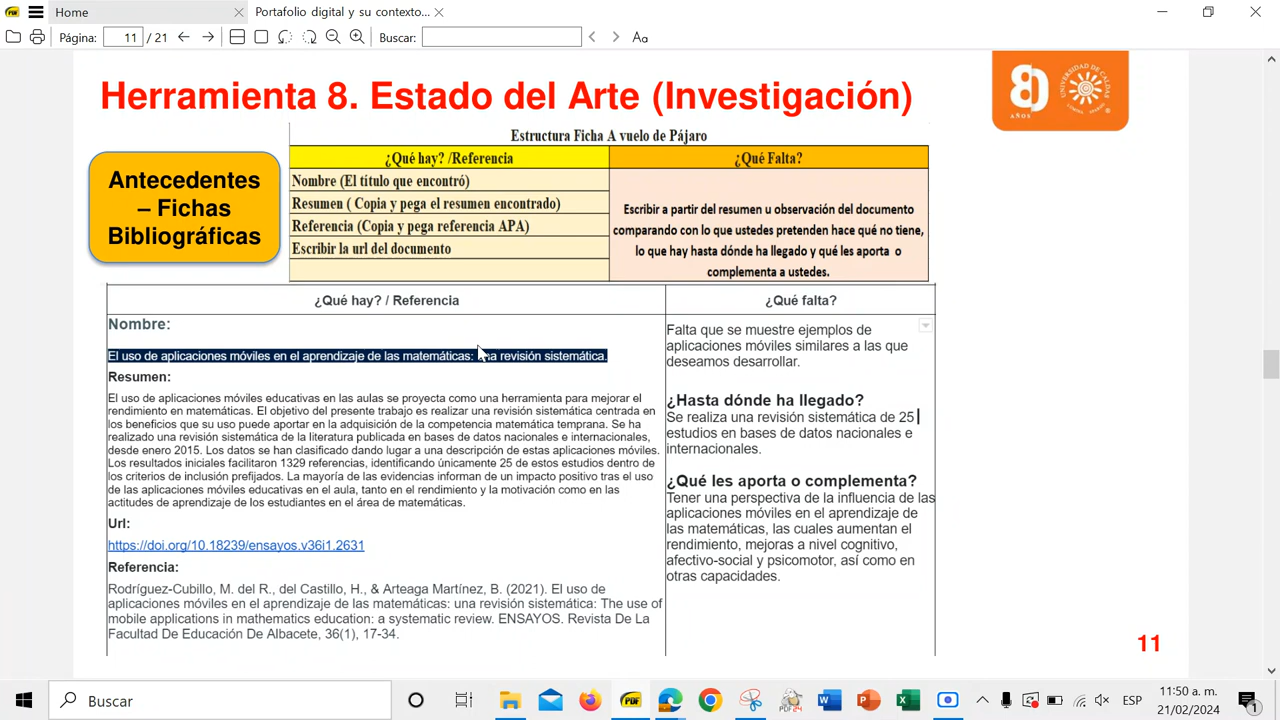 Home
Portafolio digital y su contexto...
Página: 11 / 21
Buscar:
Aa
Herramienta 8. Estado del Arte (Investigación)
80
AÑOS
UNIVERSIDAD DE CALDAS
Antecedentes
– Fichas
Bibliográficas
Estructura Ficha A vuelo de Pájaro
¿Qué hay? /Referencia
¿Qué Falta?
Nombre (El título que encontró)
Resumen ( Copia y pega el resumen encontrado)
Referencia (Copia y pega referencia APA)
Escribir la url del documento
Escribir a partir del resumen u observación del documento
comparando con lo que ustedes pretenden hace qué no tiene,
lo que hay hasta dónde ha llegado y qué les aporta o
complementa a ustedes.
¿Qué hay? / Referencia
¿Qué falta?
Nombre:
El uso de aplicaciones móviles en el aprendizaje de las matemáticas: una revisión sistemática.
Resumen:
El uso de aplicaciones móviles educativas en las aulas se proyecta como una herramienta para mejorar el
rendimiento en matemáticas. El objetivo del presente trabajo es realizar una revisión sistemática centrada en
los beneficios que su uso puede aportar en la adquisición de la competencia matemática temprana. Se ha
realizado una revisión sistemática de la literatura publicada en bases de datos nacionales e internacionales,
desde enero 2015. Los datos se han clasificado dando lugar a una descripción de estas aplicaciones móviles.
Los resultados iniciales facilitaron 1329 referencias, identificando únicamente 25 de estos estudios dentro de
los criterios de inclusión prefijados. La mayoría de las evidencias informan de un impacto positivo tras el uso
de las aplicaciones móviles educativas en el aula, tanto en el rendimiento y la motivación como en las
actitudes de aprendizaje de los estudiantes en el área de matemáticas.
Url:
https://doi.org/10.18239/ensayos.v36i1.2631
Referencia:
Rodríguez-Cubillo, M. del R., del Castillo, H., & Arteaga Martínez, B. (2021). El uso de
aplicaciones móviles en el aprendizaje de las matemáticas: una revisión sistemática: The use of
mobile applications in mathematics education: a systematic review. ENSAYOS. Revista De La
Facultad De Educación De Albacete, 36(1), 17-34.
Falta que se muestre ejemplos de
aplicaciones móviles similares a las que
deseamos desarrollar.
¿Hasta dónde ha llegado?
Se realiza una revisión sistemática de 25
estudios en bases de datos nacionales e
internacionales.
¿Qué les aporta o complementa?
Tener una perspectiva de la influencia de las
aplicaciones móviles en el aprendizaje de
las matemáticas, las cuales aumentan el
rendimiento, mejoras a nivel cognitivo,
afectivo-social y psicomotor, así como en
otras capacidades.
11
Buscar
ESP
11:50 a. m.
21/02/2024